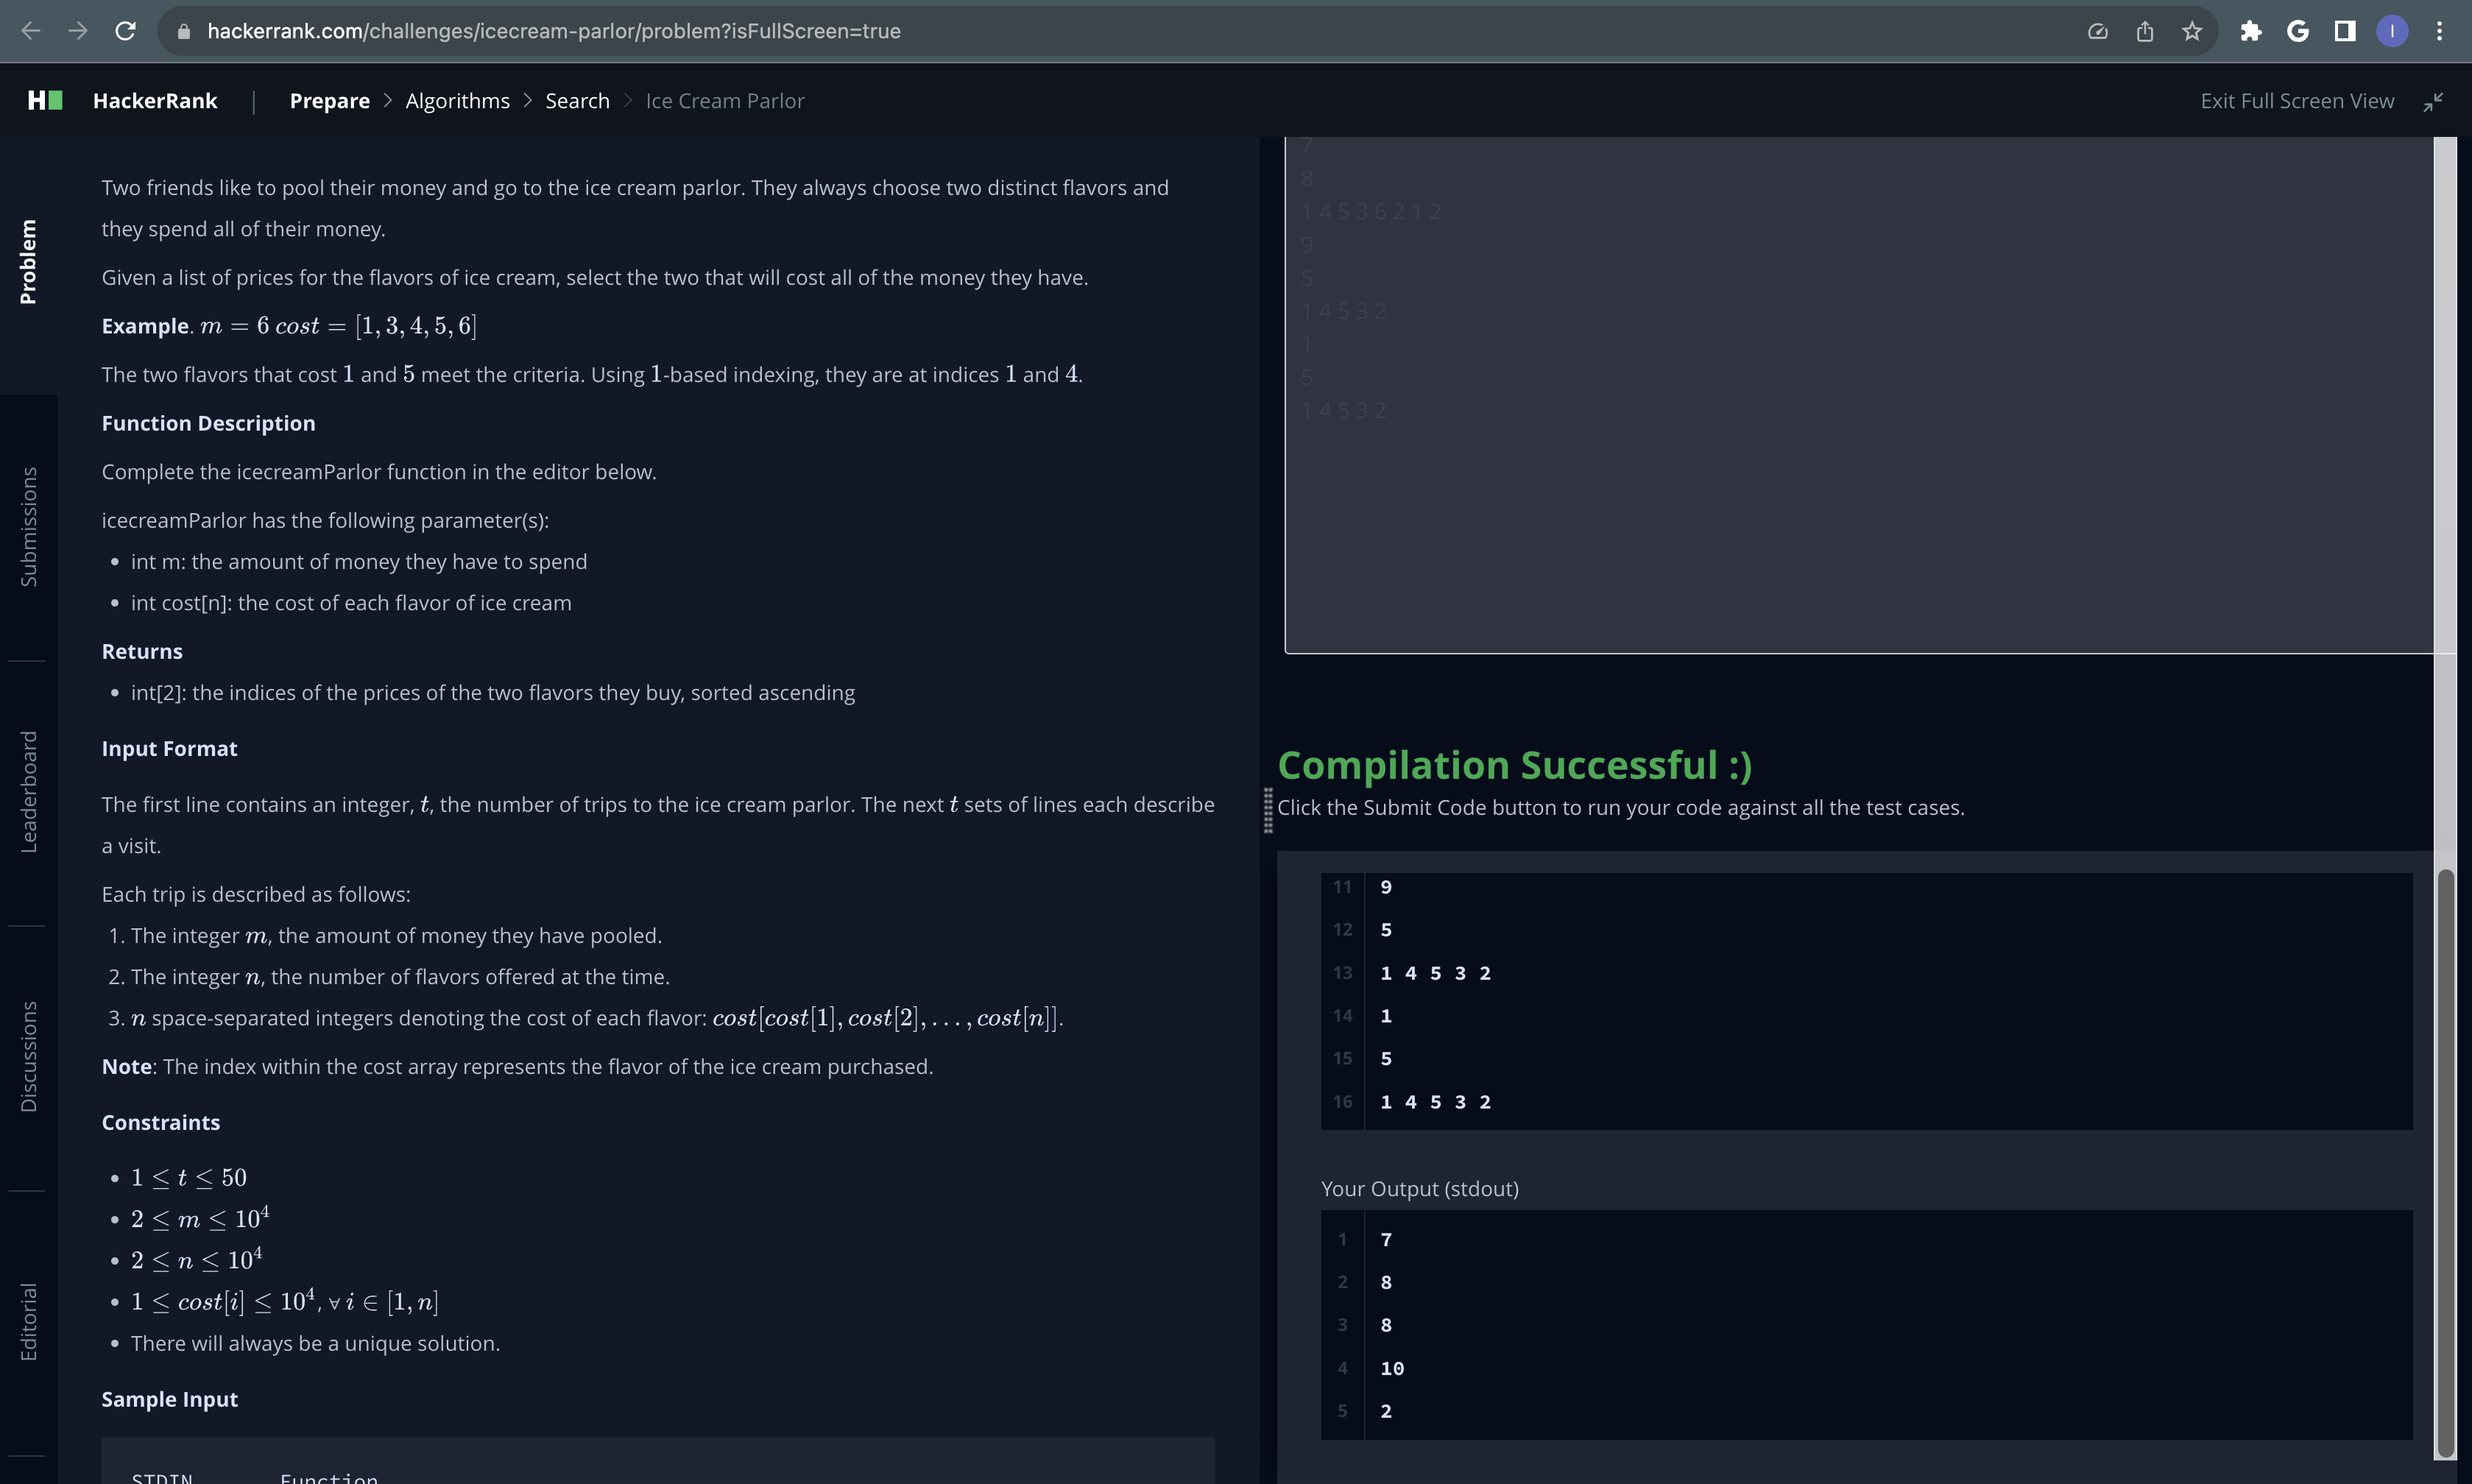 hackerrank.com/challenges/icecream-parlor/problem?isFullScreen=true
I
H
HackerRank | Prepare > Algorithms > Search > Ice Cream Parlor
Exit Full Screen View
Problem
Submissions
Leaderboard
Discussions
Editorial
Two friends like to pool their money and go to the ice cream parlor. They always choose two distinct flavors and
they spend all of their money.
Given a list of prices for the flavors of ice cream, select the two that will cost all of the money they have.
Example. m = 6 cost = [1, 3, 4, 5, 6]
The two flavors that cost 1 and 5 meet the criteria. Using 1-based indexing, they are at indices 1 and 4.
Function Description
Complete the icecreamParlor function in the editor below.
icecreamParlor has the following parameter(s):
• int m: the amount of money they have to spend
• int cost[n]: the cost of each flavor of ice cream
Returns
• int[2]: the indices of the prices of the two flavors they buy, sorted ascending
Input Format
The first line contains an integer, t, the number of trips to the ice cream parlor. The next t sets of lines each describe
a visit.
Each trip is described as follows:
1. The integer m, the amount of money they have pooled.
2. The integer n, the number of flavors offered at the time.
3. n space-separated integers denoting the cost of each flavor: cost[cost[1], cost[2], . . . , cost[n]].
Note: The index within the cost array represents the flavor of the ice cream purchased.
Constraints
• 1 ≤ t ≤ 50
• 2 ≤ m ≤ 10^4
• 2 ≤ n ≤ 10^4
• 1 ≤ cost[i] ≤ 10^4, ∀ i ∈ [1, n]
• There will always be a unique solution.
Sample Input
STDIN Function
7
8
1 4 5 3 6 2 1 2
9
5
1 4 5 3 2
1
5
1 4 5 3 2
Compilation Successful :)
Click the Submit Code button to run your code against all the test cases.
11 9
12 5
13 1 4 5 3 2
14 1
15 5
16 1 4 5 3 2
Your Output (stdout)
1 7
2 8
3 8
4 10
5 2